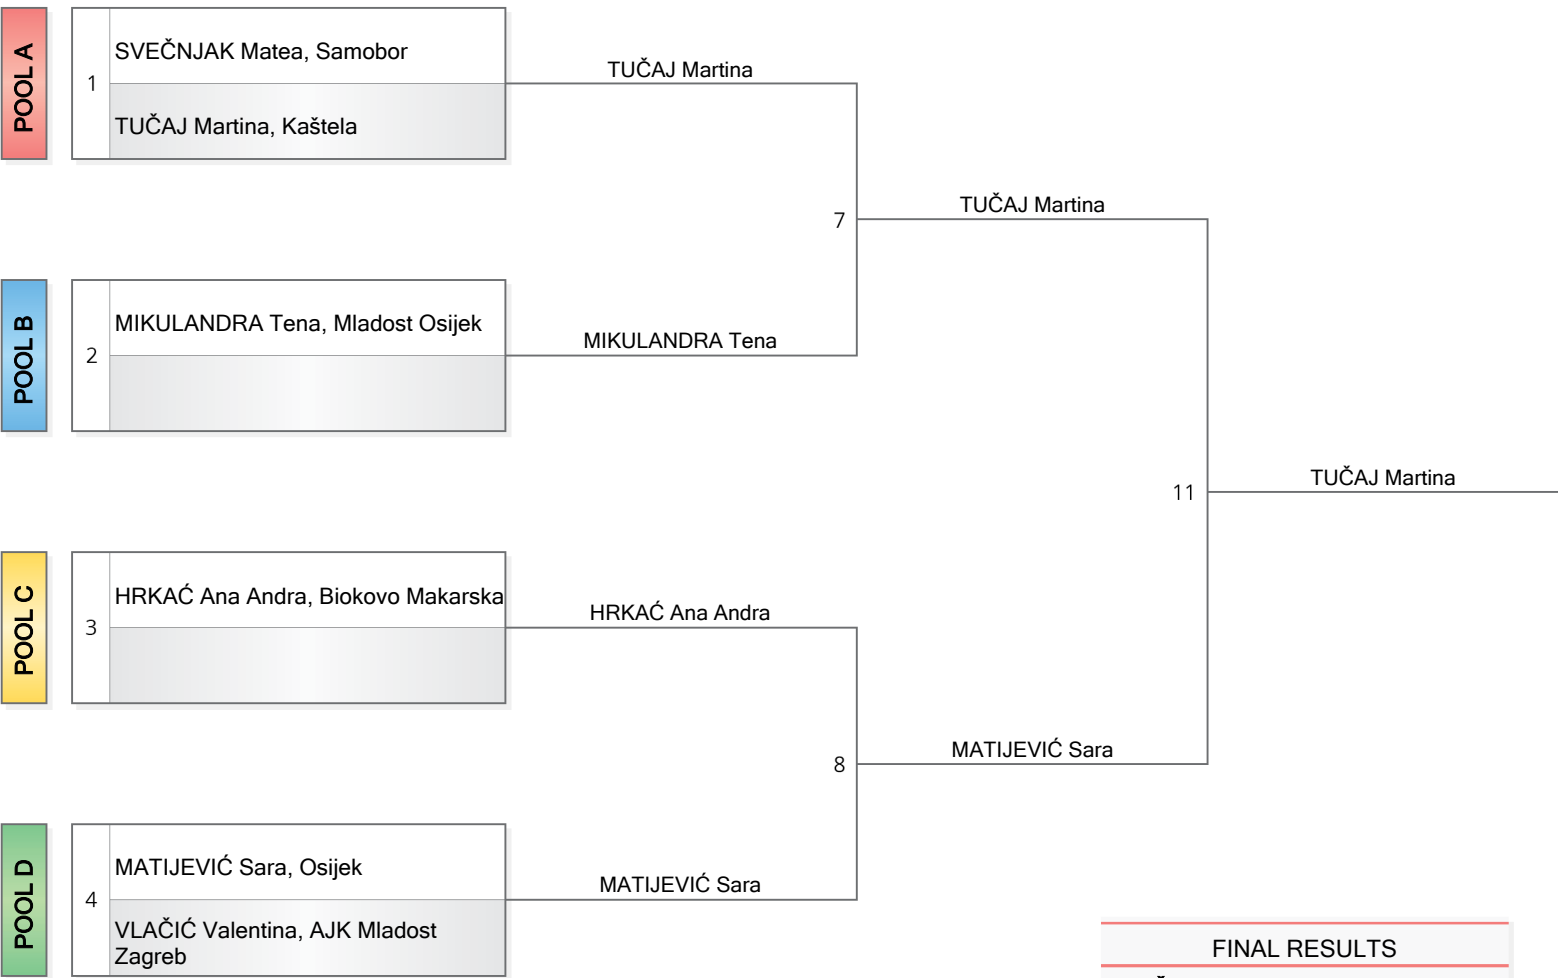 POOL A
1
SVEČNJAK Matea, Samobor
TUČAJ Martina, Kaštela
TUČAJ Martina
7
TUČAJ Martina
POOL B
2
MIKULANDRA Tena, Mladost Osijek
MIKULANDRA Tena
11
TUČAJ Martina
POOL C
3
HRKAĆ Ana Andra, Biokovo Makarska
HRKAĆ Ana Andra
8
MATIJEVIĆ Sara
POOL D
4
MATIJEVIĆ Sara, Osijek
VLAČIĆ Valentina, AJK Mladost
Zagreb
MATIJEVIĆ Sara
FINAL RESULTS